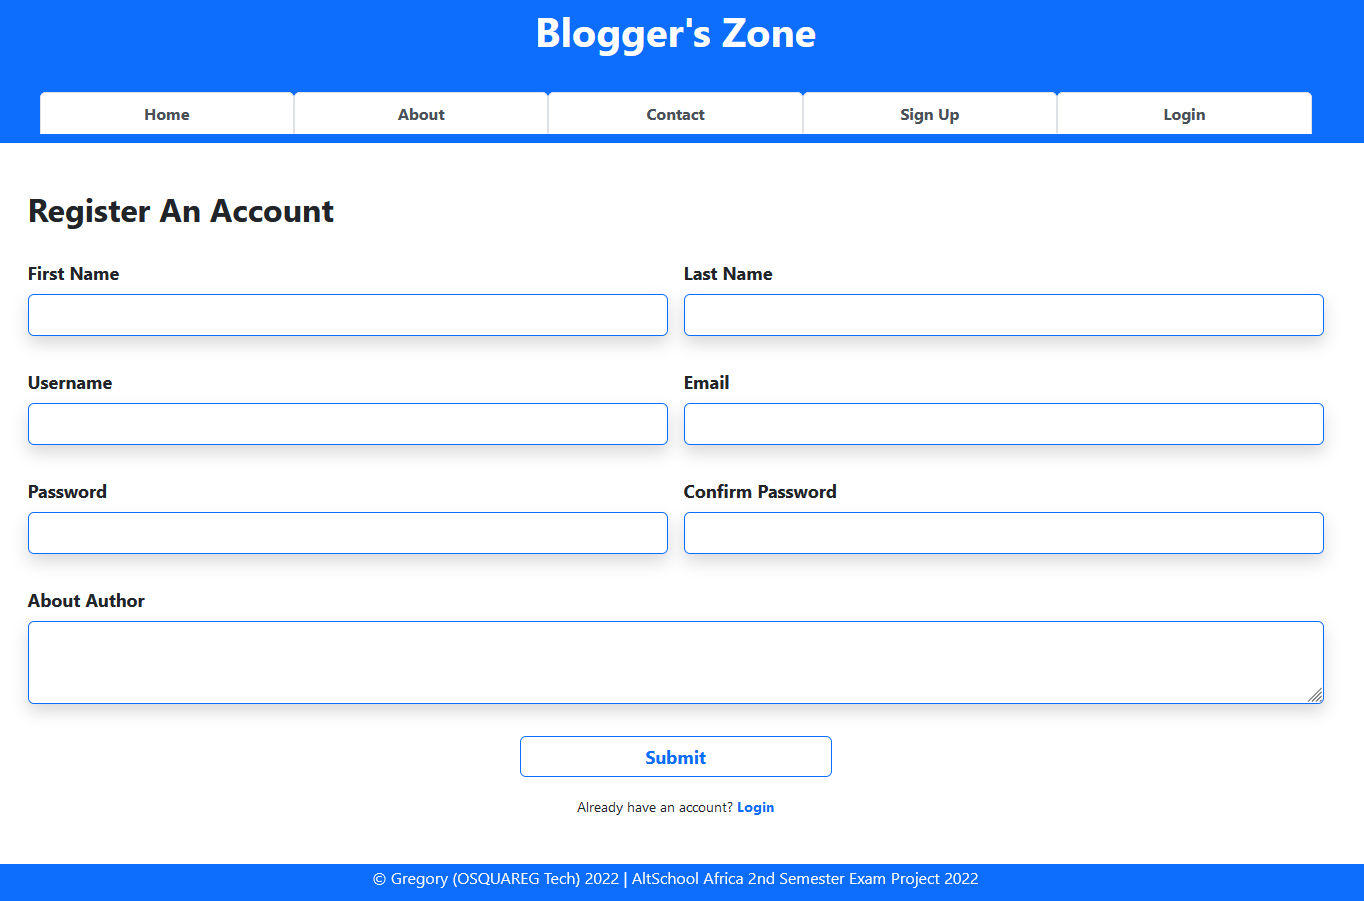 Blogger's Zone
Home About Contact Sign Up Login
Register An Account
First Name Last Name
Username Email
Password Confirm Password
About Author
Submit
Already have an account? Login
© Gregory (OSQUAREG Tech) 2022 | AltSchool Africa 2nd Semester Exam Project 2022